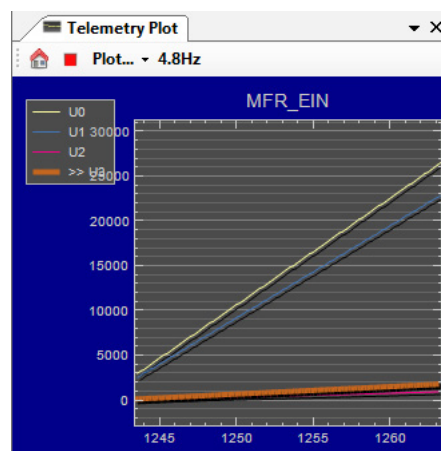 Telemetry Plot
Plot... 4.8Hz
MFR_EIN
U0
U1
U2
>> U3
30000
25000
20000
15000
10000
5000
0
1245 1250 1255 1260